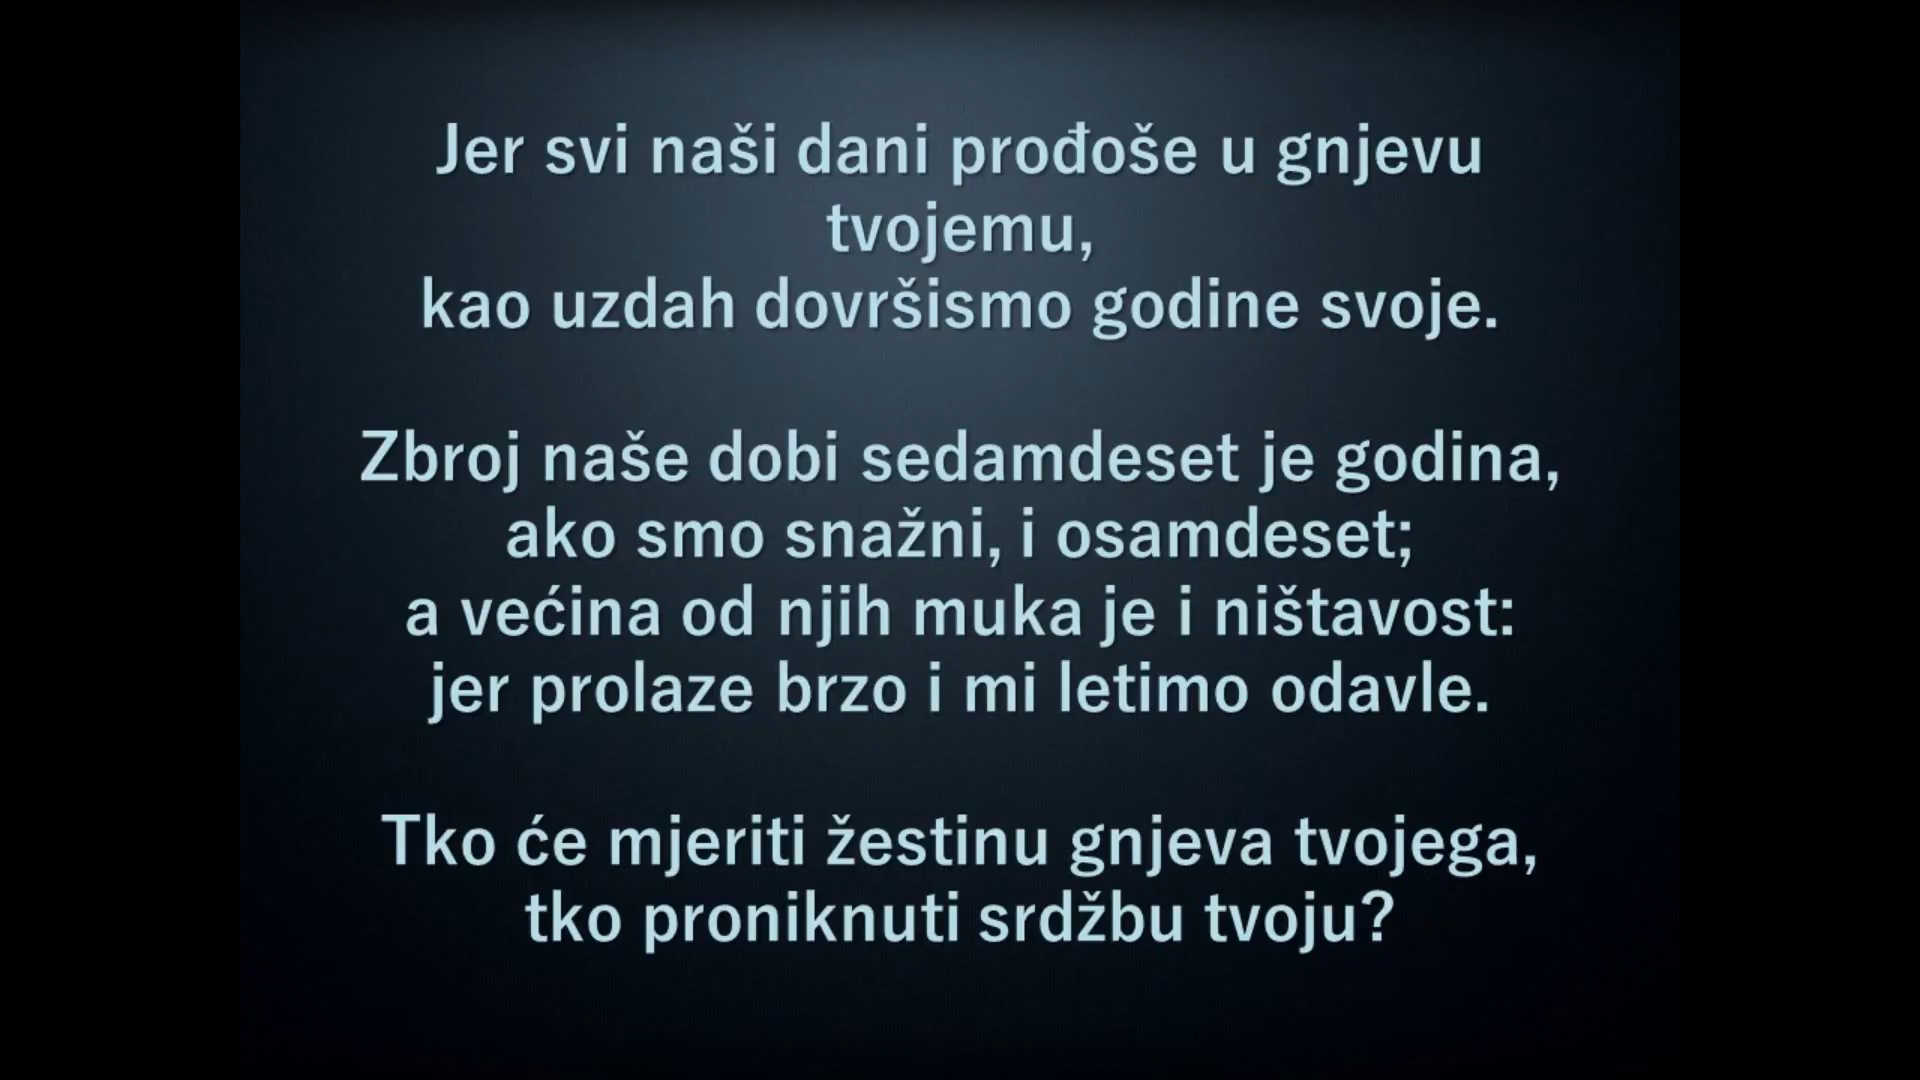 Jer svi naši dani prođoše u gnjevu
tvojemu,
kao uzdah dovršismo godine svoje.
Zbroj naše dobi sedamdeset je godina,
ako smo snažni, i osamdeset;
a većina od njih muka je i ništavost:
jer prolaze brzo i mi letimo odavle.
Tko će mjeriti žestinu gnjeva tvojega,
tko proniknuti srdžbu tvoju?